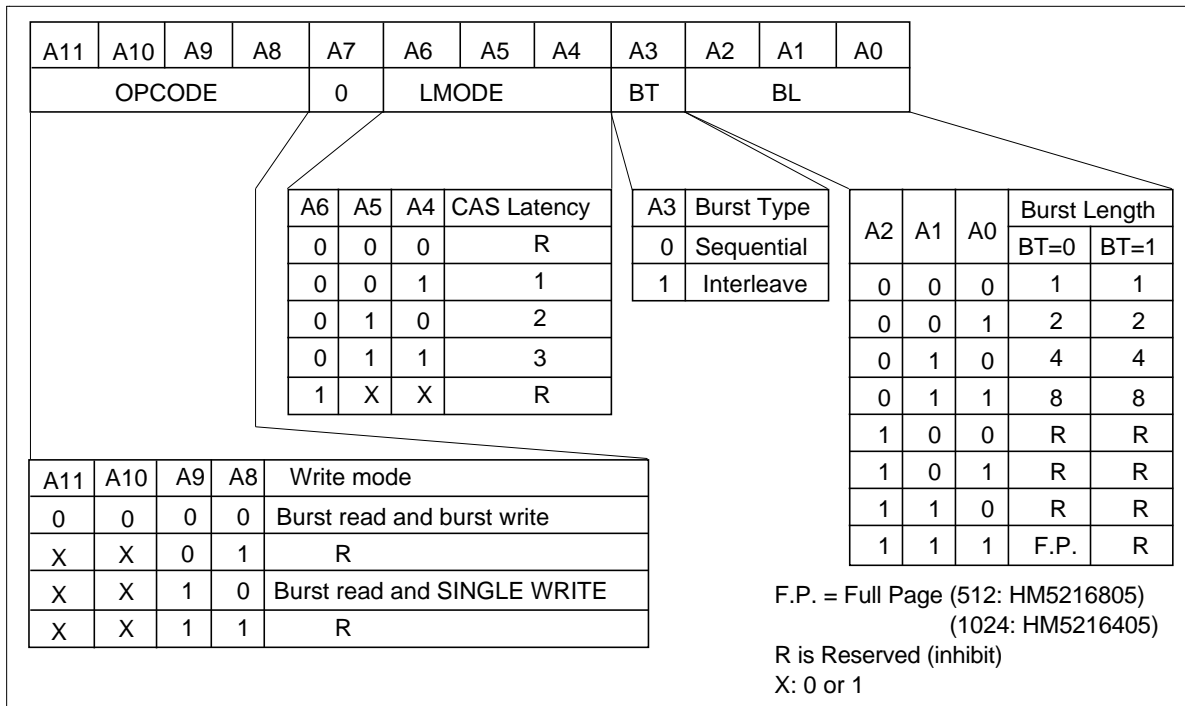 A11 A10 A9 A8 A7 A6 A5 A4 A3 A2 A1 A0
OPCODE 0 LMODE BT BL
A6 A5 A4 CAS Latency
0 0 0 R
0 0 1 1
0 1 0 2
0 1 1 3
1 X X R
A3 Burst Type
0 Sequential
1 Interleave
A2 A1 A0 Burst Length
BT=0 BT=1
0 0 0 1 1
0 0 1 2 2
0 1 0 4 4
0 1 1 8 8
1 0 0 R R
1 0 1 R R
1 1 0 R R
1 1 1 F.P. R
A11 A10 A9 A8 Write mode
0 0 0 0 Burst read and burst write
X X 0 1 R
X X 1 0 Burst read and SINGLE WRITE
X X 1 1 R
F.P. = Full Page (512: HM5216805)
(1024: HM5216405)
R is Reserved (inhibit)
X: 0 or 1